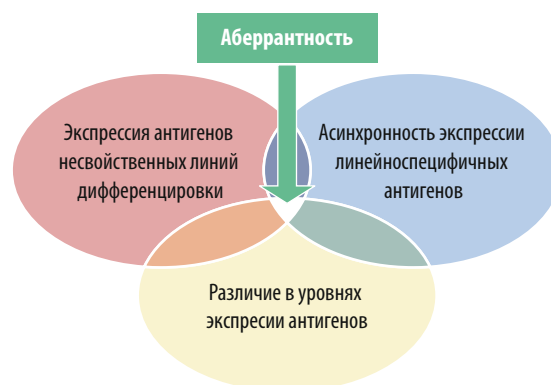 Аберрантность
Экспрессия антигенов
несвойственных линий
дифференцировки
Асинхронность экспрессии
линейноспецифичных
антигенов
Различие в уровнях
экспресии антигенов